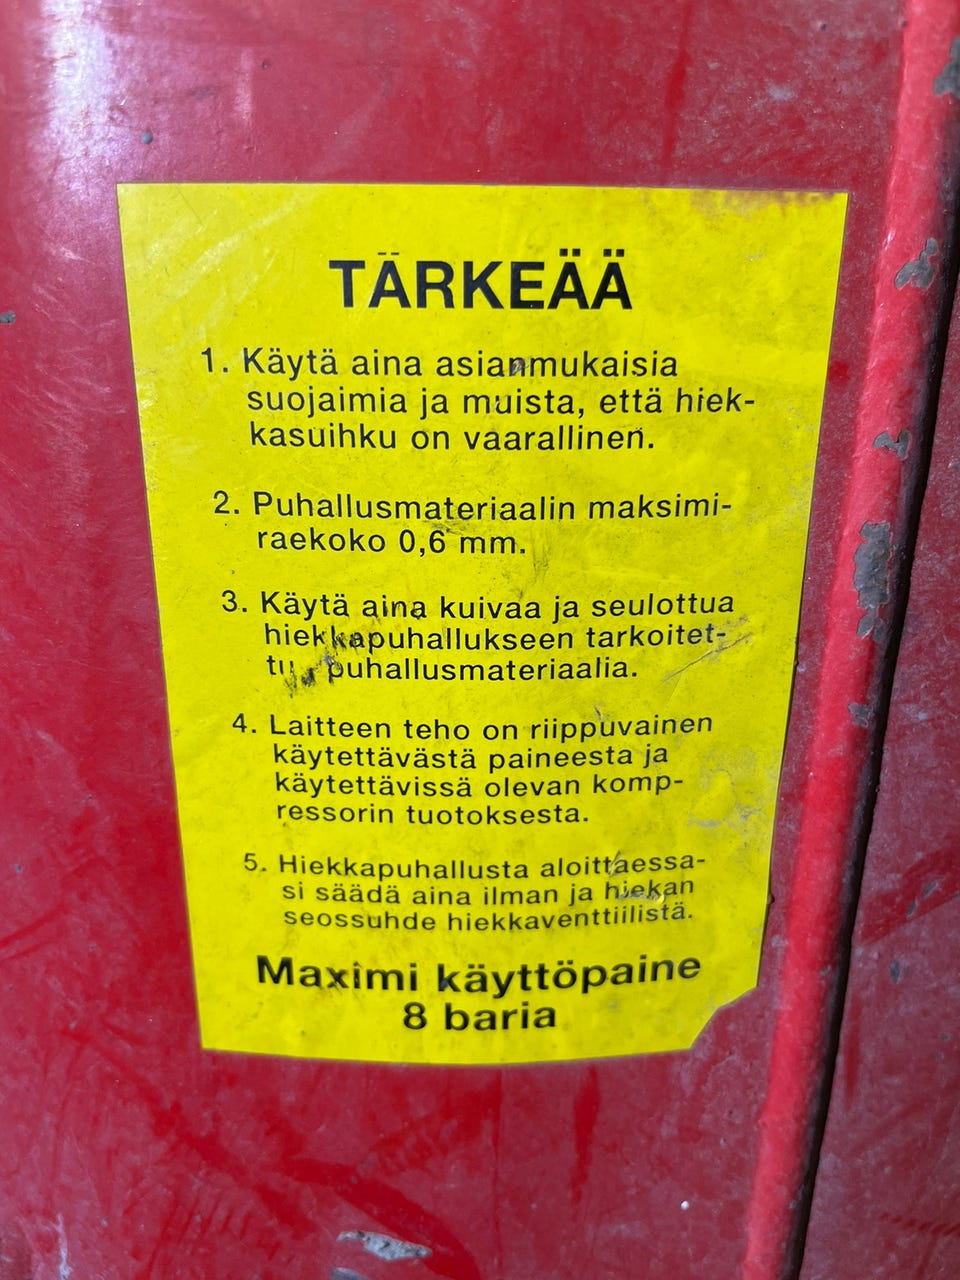 TÄRKEÄÄ
1. Käytä aina asianmukaisia
suojaimia ja muista, että hiek-
kasuihku on vaarallinen.
2. Puhallusmateriaalin maksimi-
raekoko 0,6 mm.
3. Käytä aina kuivaa ja seulottua
hiekkapuhallukseen tarkoitet-
tua puhallusmateriaalia.
4. Laitteen teho on riippuvainen
käytettävästä paineesta ja
käytettävissä olevan komp-
ressorin tuotoksesta.
5. Hiekkapuhallusta aloittaessa-
si säädä aina ilman ja hiekan
seossuhde hiekkaventtiilistä.
Maximi käyttöpaine
8 baria